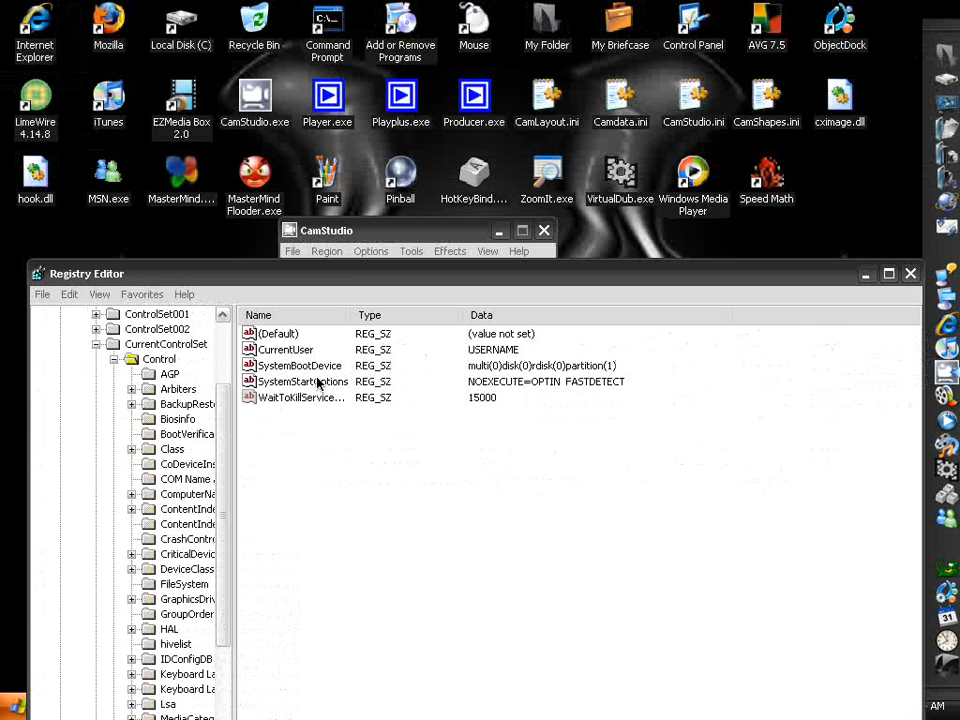 Internet Explorer
Mozilla
Local Disk (C)
Recycle Bin
Command Prompt
Add or Remove Programs
Mouse
My Folder
My Briefcase
Control Panel
AVG 7.5
ObjectDock
LimeWire 4.14.8
iTunes
EZMedia Box 2.0
CamStudio.exe
Player.exe
Playplus.exe
Producer.exe
CamLayout.ini
Camdata.ini
CamStudio.ini
CamShapes.ini
cximage.dll
hook.dll
MSN.exe
MasterMind....
MasterMind Flooder.exe
Paint
Pinball
HotKeyBind....
ZoomIt.exe
VirtualDub.exe
Windows Media Player
Speed Math
CamStudio
File Region Options Tools Effects View Help
Registry Editor
File Edit View Favorites Help
ControlSet001
ControlSet002
CurrentControlSet
Control
AGP
Arbiters
BackupRest
Biosinfo
BootVerifica
Class
CoDeviceIns
COM Name
ComputerNa
ContentInde
ContentInde
CrashContro
CriticalDevic
DeviceClass
FileSystem
GraphicsDriv
GroupOrder
HAL
hivelist
IDConfigDB
Keyboard La
Keyboard La
Lsa
MediaCateg
Name Type Data
(Default) REG_SZ (value not set)
CurrentUser REG_SZ USERNAME
SystemBootDevice REG_SZ multi(0)disk(0)rdisk(0)partition(1)
SystemStartOptions REG_SZ NOEXECUTE=OPTIN FASTDETECT
WaitToKillService... REG_SZ 15000
31
AM